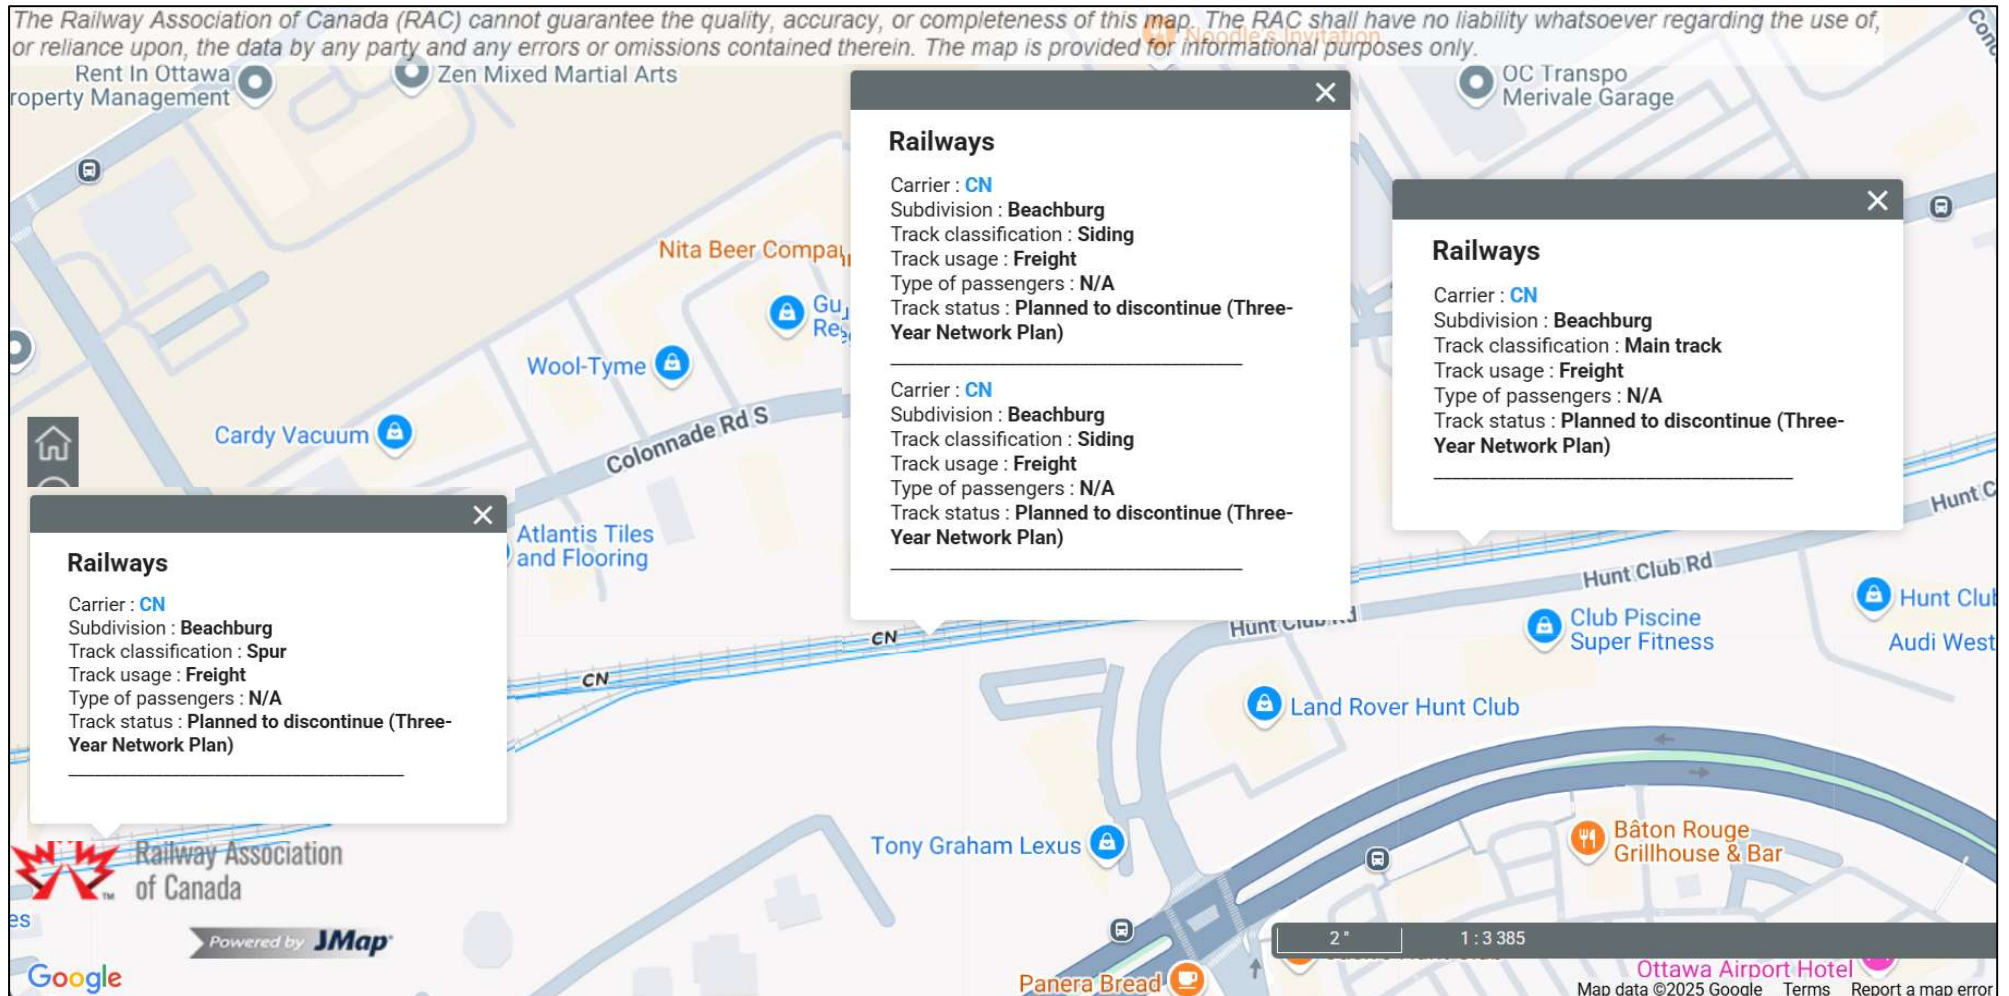 The Railway Association of Canada (RAC) cannot guarantee the quality, accuracy, or completeness of this map. The RAC shall have no liability whatsoever regarding the use of,
or reliance upon, the data by any party and any errors or omissions contained therein. The map is provided for informational purposes only.
Noodle's Invitation
Rent In Ottawa
roperty Management
Zen Mixed Martial Arts
OC Transpo
Merivale Garage
Nita Beer Compa
Gu
Re
Wool-Tyme
Cardy Vacuum
Colonnade Rd S
Atlantis Tiles
and Flooring
Railways
Carrier : CN
Subdivision : Beachburg
Track classification : Siding
Track usage : Freight
Type of passengers : N/A
Track status : Planned to discontinue (Three-
Year Network Plan)
Carrier : CN
Subdivision : Beachburg
Track classification : Siding
Track usage : Freight
Type of passengers : N/A
Track status : Planned to discontinue (Three-
Year Network Plan)
Railways
Carrier : CN
Subdivision : Beachburg
Track classification : Main track
Track usage : Freight
Type of passengers : N/A
Track status : Planned to discontinue (Three-
Year Network Plan)
Hunt C
Railways
Carrier : CN
Subdivision : Beachburg
Track classification : Spur
Track usage : Freight
Type of passengers : N/A
Track status : Planned to discontinue (Three-
Year Network Plan)
CN
CN
Hunt Club Rd
Hunt Club Rd
Club Piscine
Super Fitness
Hunt Club
Audi West
Land Rover Hunt Club
Tony Graham Lexus
Bâton Rouge
Grillhouse & Bar
Railway Association
of Canada
TM
es
Powered by JMap
Google
2 "
1 : 3 385
Panera Bread
Ottawa Airport Hotel
Map data ©2025 Google
Terms
Report a map error